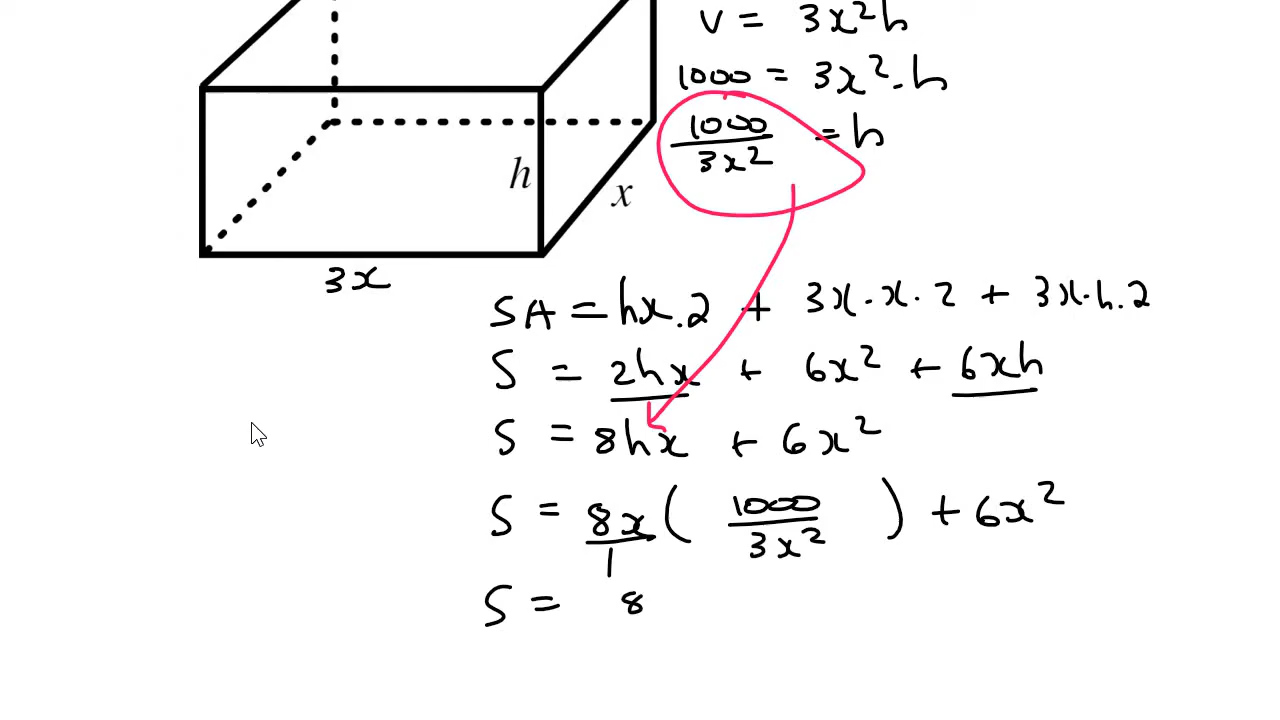 V = 3x²h
1000 = 3x² · h
1000/3x² = h
h
x
3x
SA = hx.2 + 3x · x · 2 + 3x · h · 2
S = 2hx + 6x² + 6xh
S = 8hx + 6x²
S = 8x/1 ( 1000/3x² ) + 6x²
S = 8